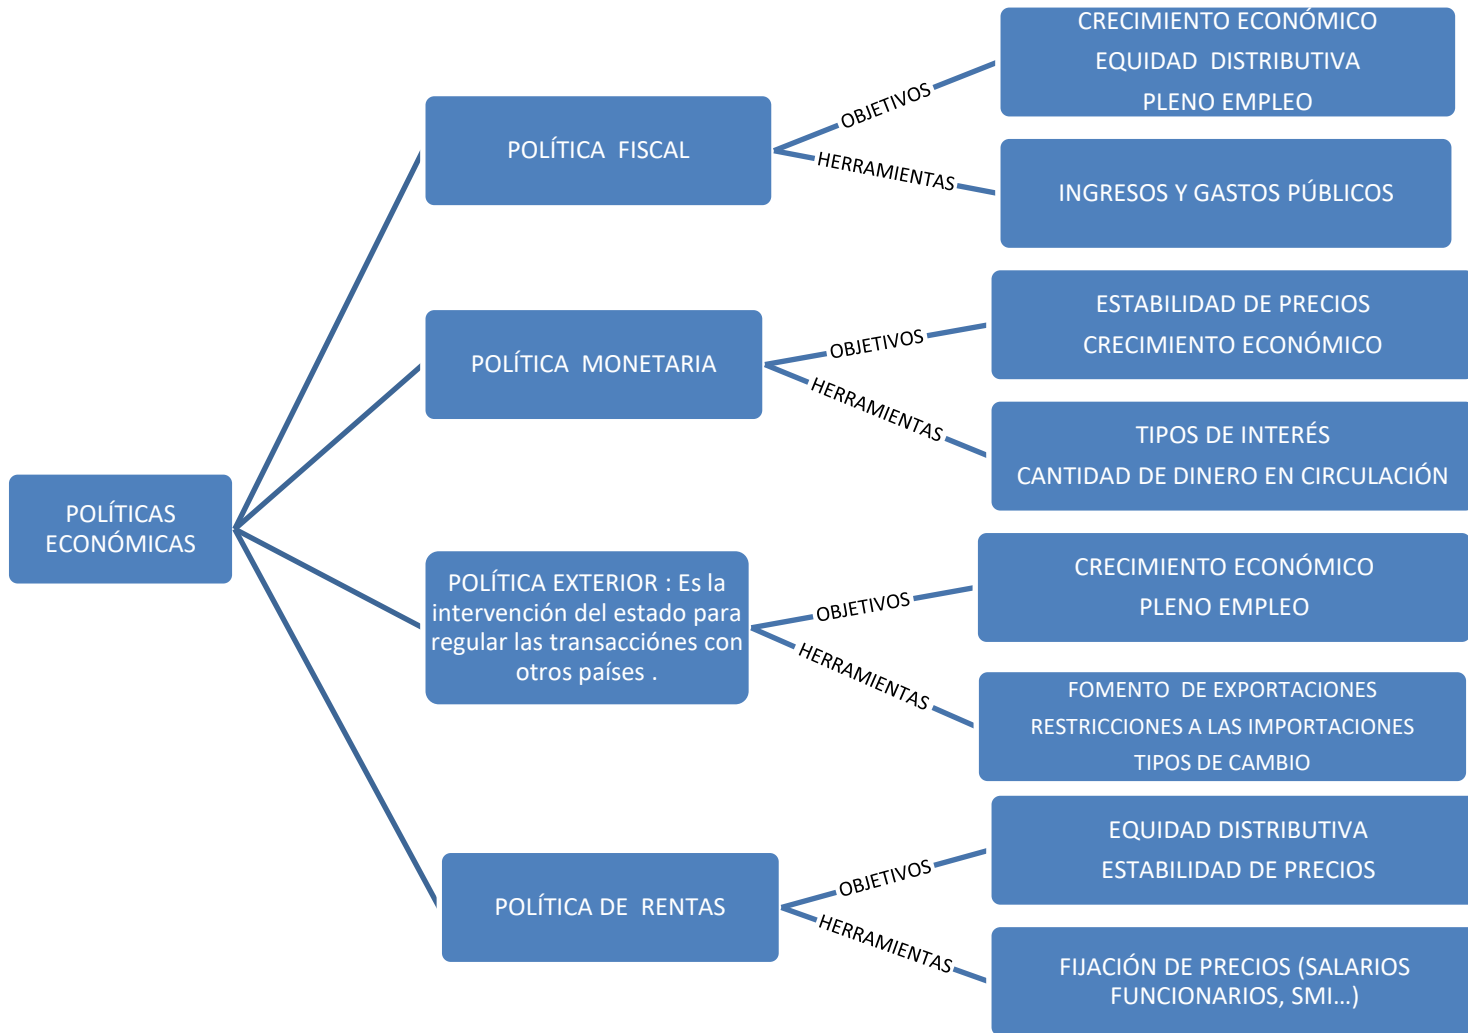 POLÍTICAS
ECONÓMICAS
POLÍTICA FISCAL
OBJETIVOS
CRECIMIENTO ECONÓMICO
EQUIDAD DISTRIBUTIVA
PLENO EMPLEO
HERRAMIENTAS
INGRESOS Y GASTOS PÚBLICOS
POLÍTICA MONETARIA
OBJETIVOS
ESTABILIDAD DE PRECIOS
CRECIMIENTO ECONÓMICO
HERRAMIENTAS
TIPOS DE INTERÉS
CANTIDAD DE DINERO EN CIRCULACIÓN
POLÍTICA EXTERIOR : Es la
intervención del estado para
regular las transacciónes con
otros países .
OBJETIVOS
CRECIMIENTO ECONÓMICO
PLENO EMPLEO
HERRAMIENTAS
FOMENTO DE EXPORTACIONES
RESTRICCIONES A LAS IMPORTACIONES
TIPOS DE CAMBIO
POLÍTICA DE RENTAS
OBJETIVOS
EQUIDAD DISTRIBUTIVA
ESTABILIDAD DE PRECIOS
HERRAMIENTAS
FIJACIÓN DE PRECIOS (SALARIOS
FUNCIONARIOS, SMI...)